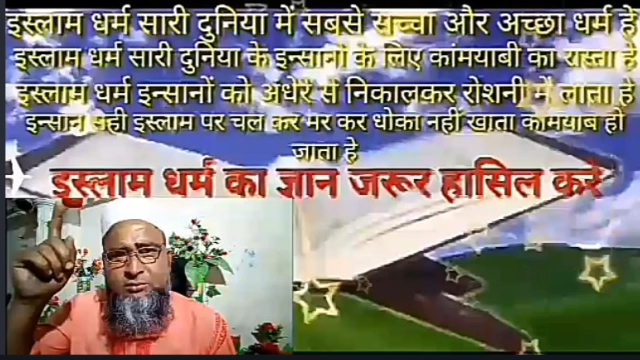 इस्लाम धर्म सारी दुनिया में सबसे सच्चा और अच्छा धर्म है
इस्लाम धर्म सारी दुनिया के इन्सानों के लिए कांमयाबी का रास्ता है
इस्लाम धर्म इन्सानों को अंधेरे से निकालकर रोशनी में लाता है
इन्सान सही इस्लाम पर चल कर मर कर धोका नहीं खाता कामयाब हो
जाता हे
इस्लाम धर्म का ज्ञान जरूर हासिल करे